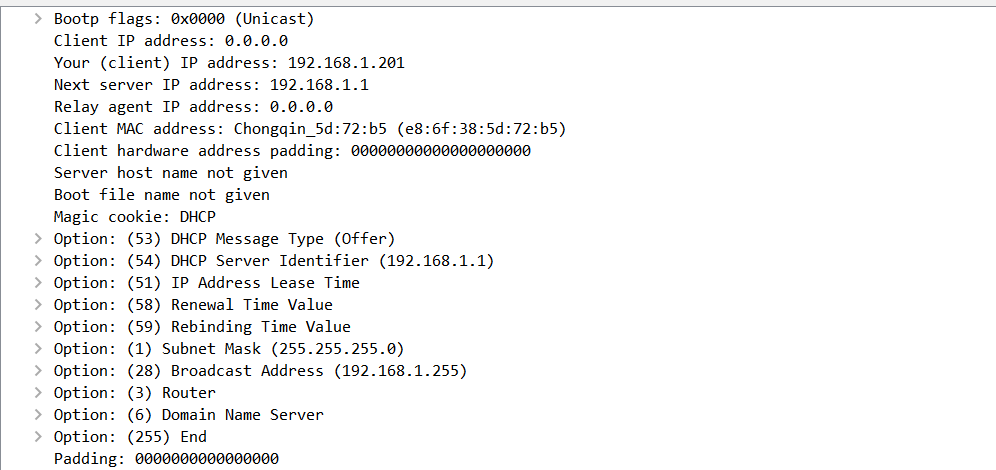 Bootp flags: 0x0000 (Unicast)
Client IP address: 0.0.0.0
Your (client) IP address: 192.168.1.201
Next server IP address: 192.168.1.1
Relay agent IP address: 0.0.0.0
Client MAC address: Chongqin_5d:72:b5 (e8:6f:38:5d:72:b5)
Client hardware address padding: 00000000000000000000
Server host name not given
Boot file name not given
Magic cookie: DHCP
Option: (53) DHCP Message Type (Offer)
Option: (54) DHCP Server Identifier (192.168.1.1)
Option: (51) IP Address Lease Time
Option: (58) Renewal Time Value
Option: (59) Rebinding Time Value
Option: (1) Subnet Mask (255.255.255.0)
Option: (28) Broadcast Address (192.168.1.255)
Option: (3) Router
Option: (6) Domain Name Server
Option: (255) End
Padding: 0000000000000000